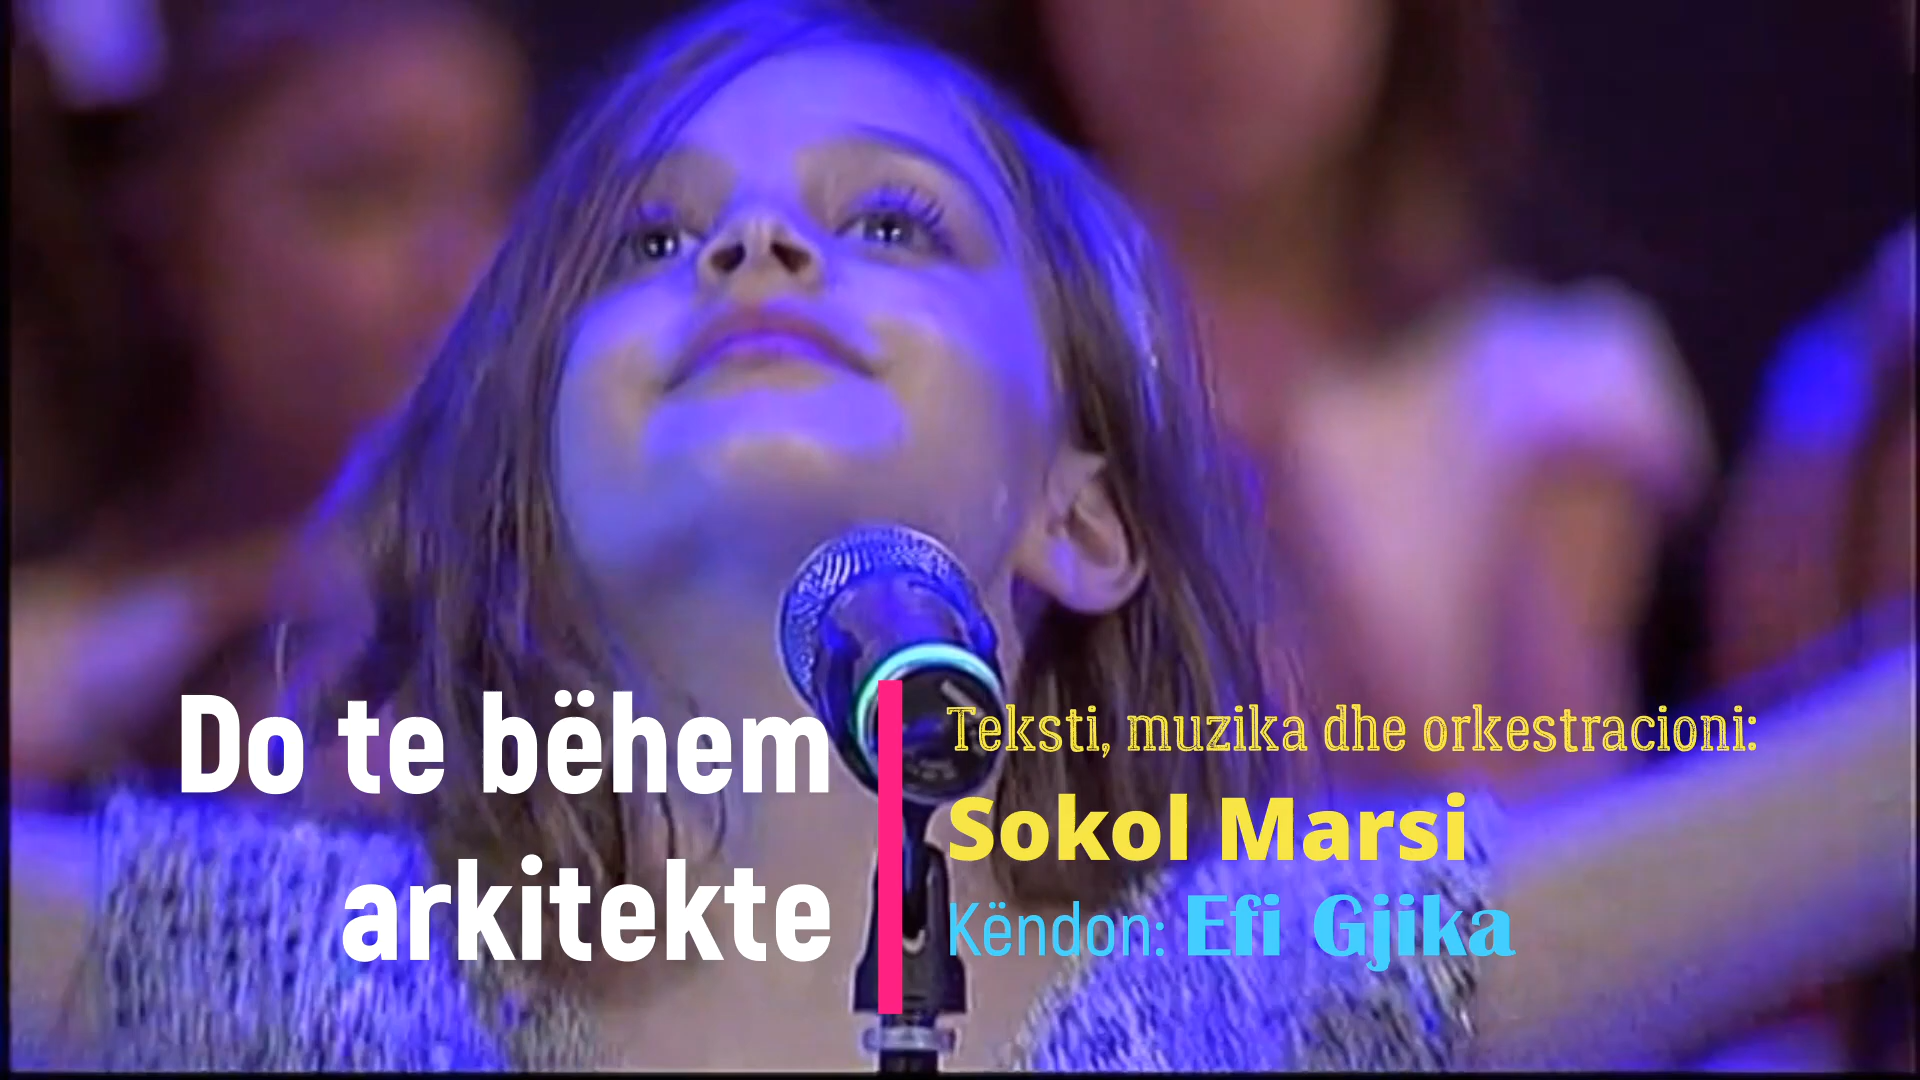 Do te bëhem
arkitekte
Teksti, muzika dhe orkestracioni:
Sokol Marsi
Këndon: Efi Gjika